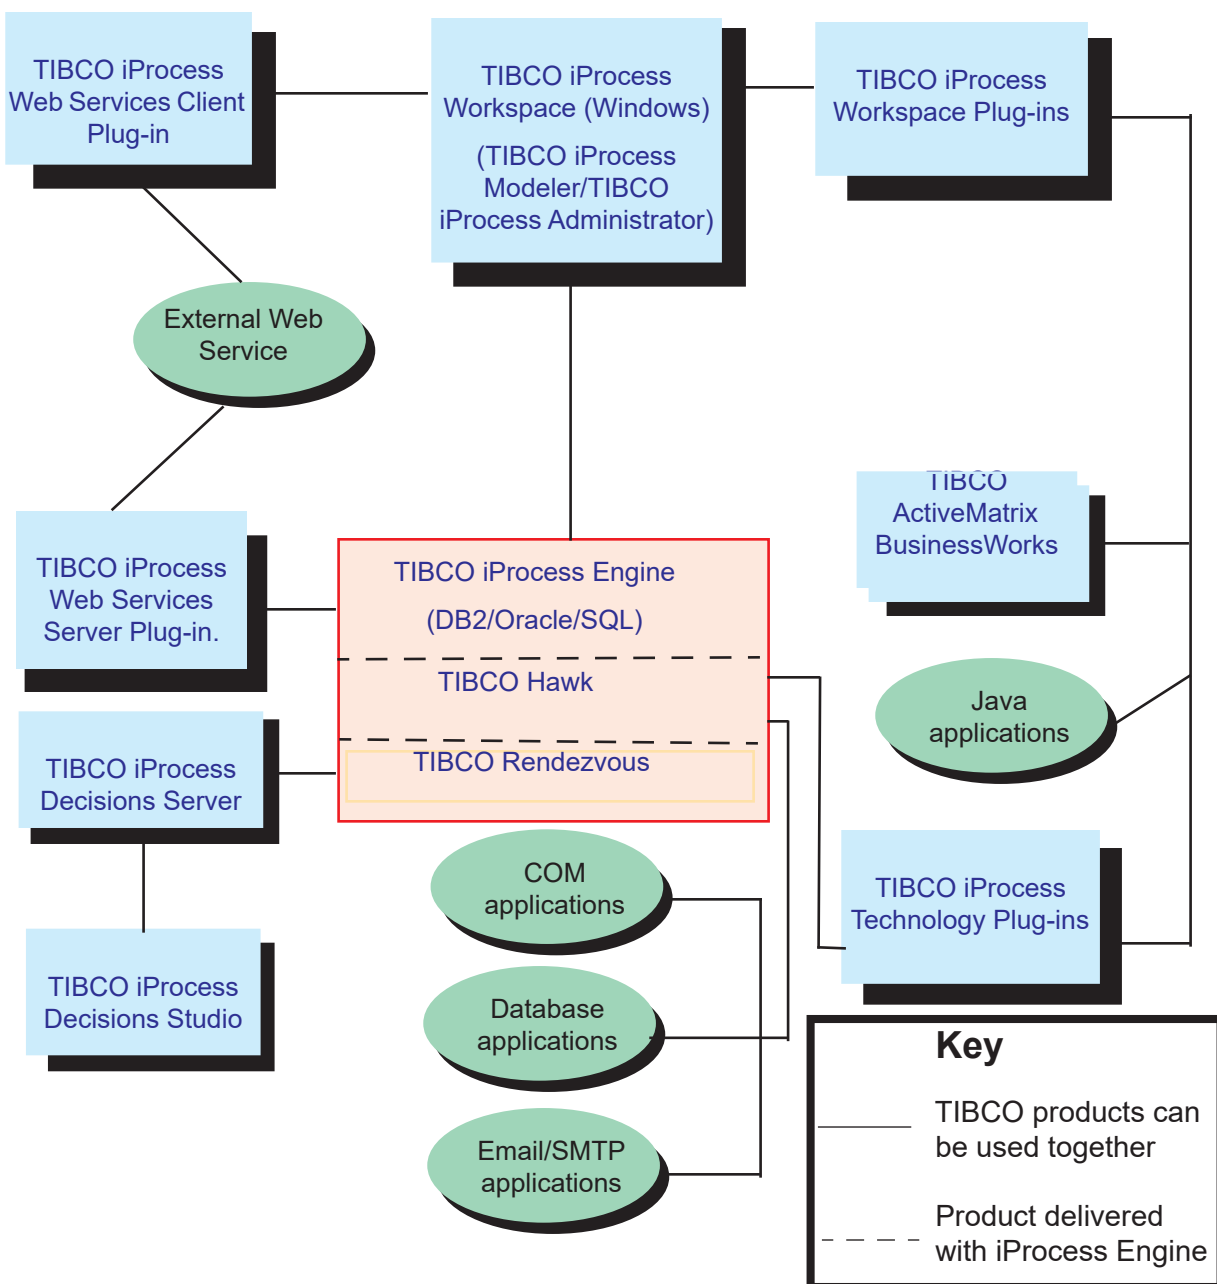 TIBCO iProcess
Web Services Client
Plug-in
TIBCO iProcess
Workspace (Windows)
(TIBCO iProcess
Modeler/TIBCO
iProcess Administrator)
TIBCO iProcess
Workspace Plug-ins
External Web
Service
TIBCO
ActiveMatrix
BusinessWorks
TIBCO iProcess
Web Services
Server Plug-in.
TIBCO iProcess Engine
(DB2/Oracle/SQL)
TIBCO Hawk
TIBCO Rendezvous
Java
applications
TIBCO iProcess
Decisions Server
COM
applications
TIBCO iProcess
Technology Plug-ins
TIBCO iProcess
Decisions Studio
Database
applications
Email/SMTP
applications
Key
TIBCO products can
be used together
Product delivered
with iProcess Engine